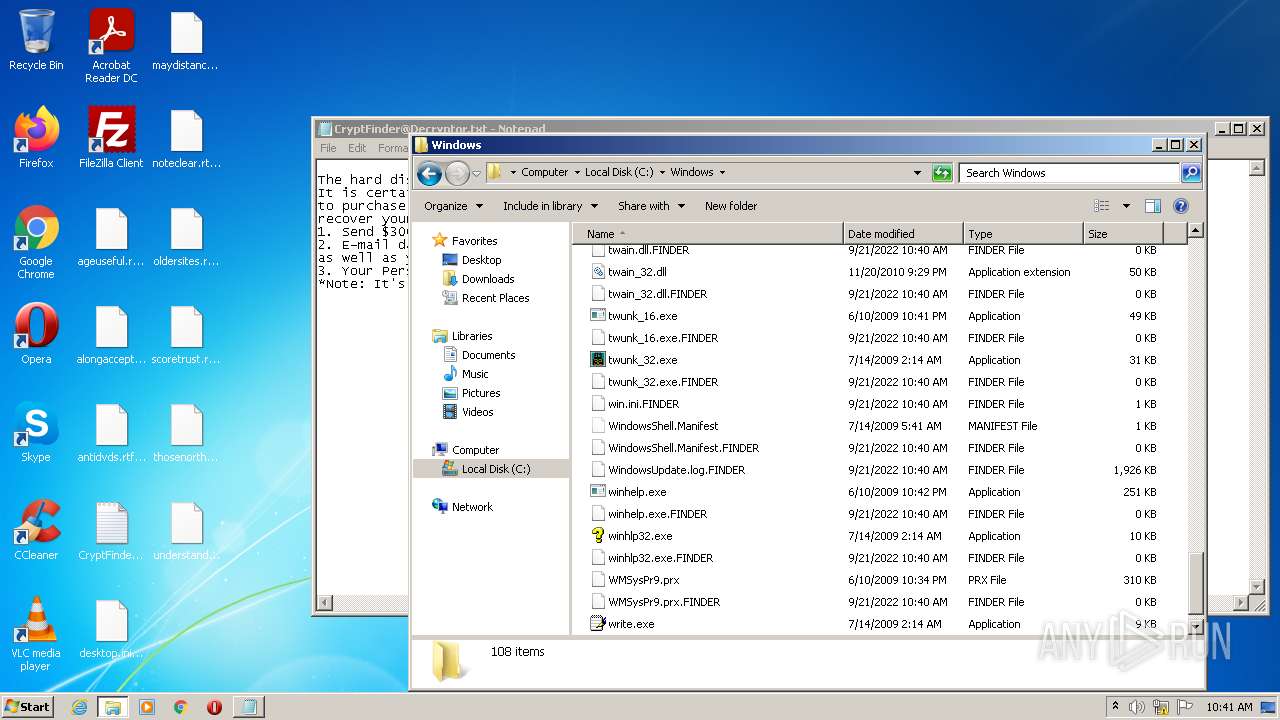 Recycle Bin
Acrobat
Reader DC
maydistanc...
Firefox
FileZilla Client
noteclear.rt...
Google
Chrome
ageuseful.r...
oldersites.r...
Opera
alongaccept...
scoretrust.r...
Skype
antidvds.rtf...
thosenorth...
CCleaner
CryptFinde...
understand...
VLC media
player
desktop.ini...
CryptFinder@Decryptor.txt - Notepad
File Edit Forma
The hard di
It is certa
to purchase
recover you
1. Send $30
2. E-mail d
as well as y
3. Your Per
*Note: It's
Windows
Computer Local Disk (C:) Windows
Search Windows
Organize Include in library Share with New folder
Favorites
Desktop
Downloads
Recent Places
Libraries
Documents
Music
Pictures
Videos
Computer
Local Disk (C:)
Network
Name Date modified Type Size
twain.dll.FINDER 9/21/2022 10:40 AM FINDER File 0 KB
twain_32.dll 11/20/2010 9:29 PM Application extension 50 KB
twain_32.dll.FINDER 9/21/2022 10:40 AM FINDER File 0 KB
twunk_16.exe 6/10/2009 10:41 PM Application 49 KB
twunk_16.exe.FINDER 9/21/2022 10:40 AM FINDER File 0 KB
twunk_32.exe 7/14/2009 2:14 AM Application 31 KB
twunk_32.exe.FINDER 9/21/2022 10:40 AM FINDER File 0 KB
win.ini.FINDER 9/21/2022 10:40 AM FINDER File 1 KB
WindowsShell.Manifest 7/14/2009 5:41 AM MANIFEST File 1 KB
WindowsShell.Manifest.FINDER 9/21/2022 10:40 AM FINDER File 0 KB
WindowsUpdate.log.FINDER 9/21/2022 10:40 AM FINDER File 1,926 KB
winhelp.exe 6/10/2009 10:42 PM Application 251 KB
winhelp.exe.FINDER 9/21/2022 10:40 AM FINDER File 0 KB
winhlp32.exe 7/14/2009 2:14 AM Application 10 KB
winhlp32.exe.FINDER 9/21/2022 10:40 AM FINDER File 0 KB
WMSysPr9.prx 6/10/2009 10:34 PM PRX File 310 KB
WMSysPr9.prx.FINDER 9/21/2022 10:40 AM FINDER File 0 KB
write.exe 7/14/2009 2:14 AM Application 9 KB
108 items
ANY RUN
Start
10:41 AM